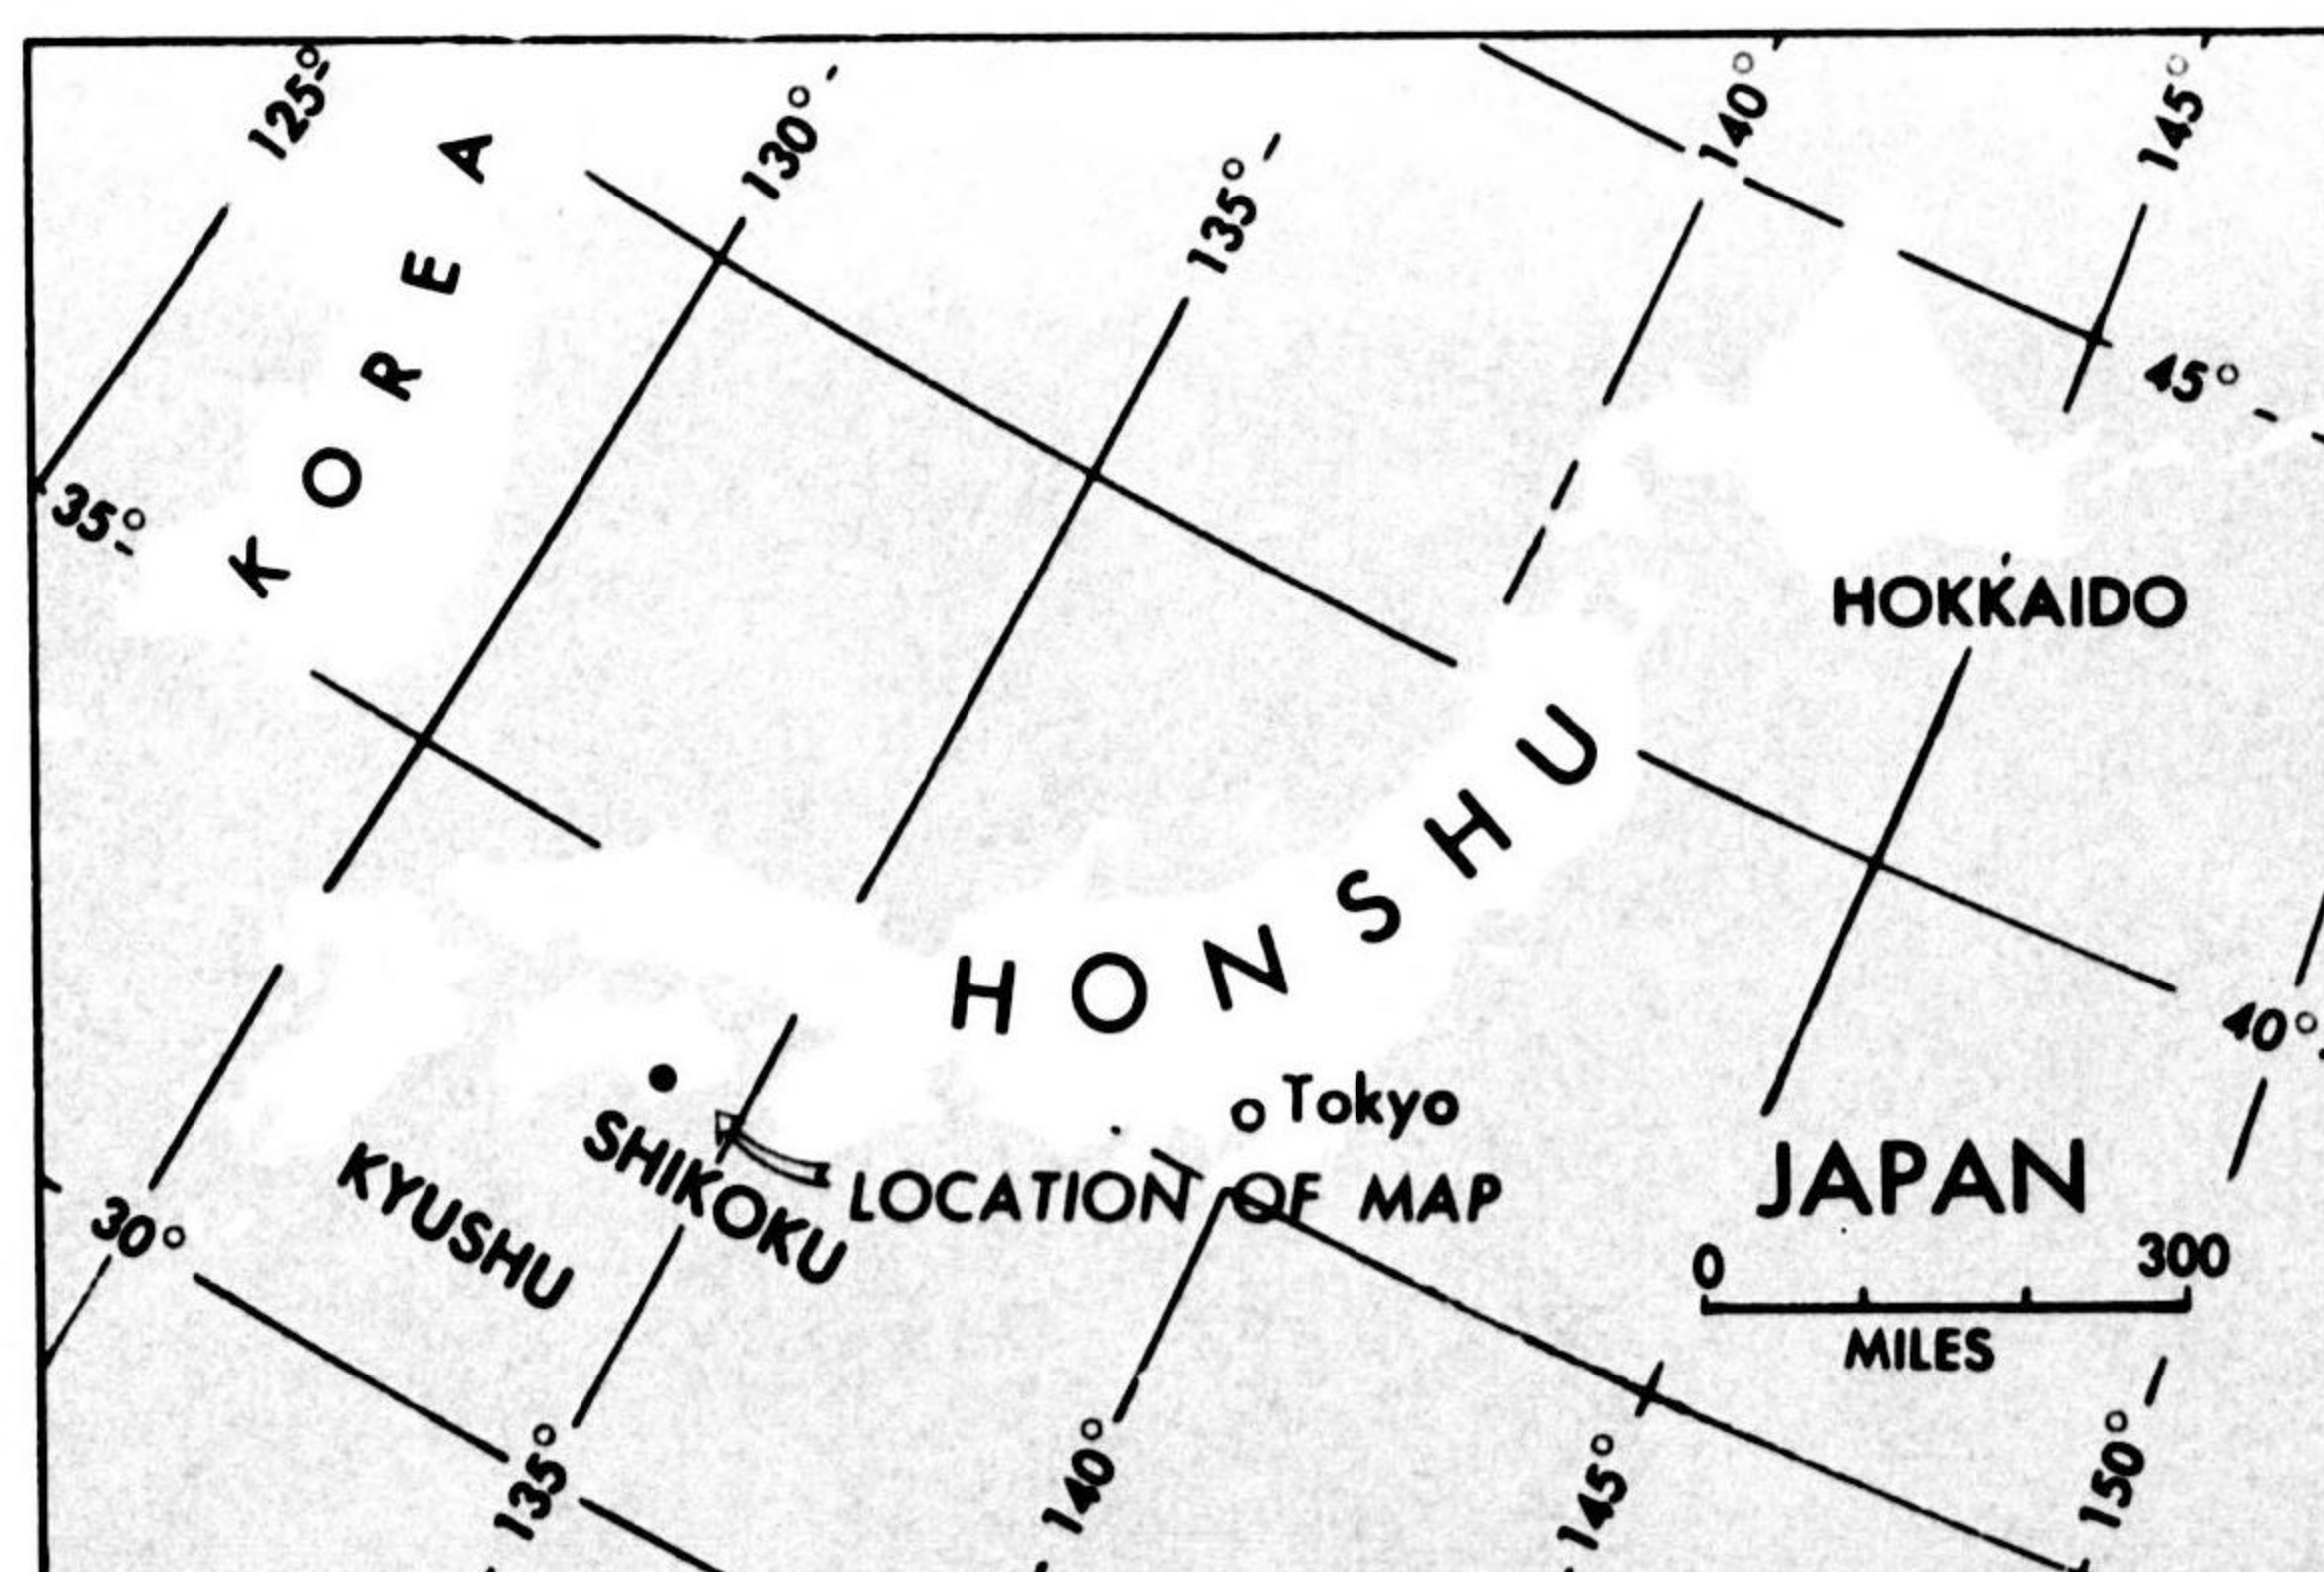 125°
130°
135°
140°
145°
KOREA
45°
35°
HOKKAIDO
HONSHU
40°
Tokyo
SHIKOKU
LOCATION OF MAP
KYUSHU
JAPAN
30°
0 300
MILES
135°
140°
145°
150°